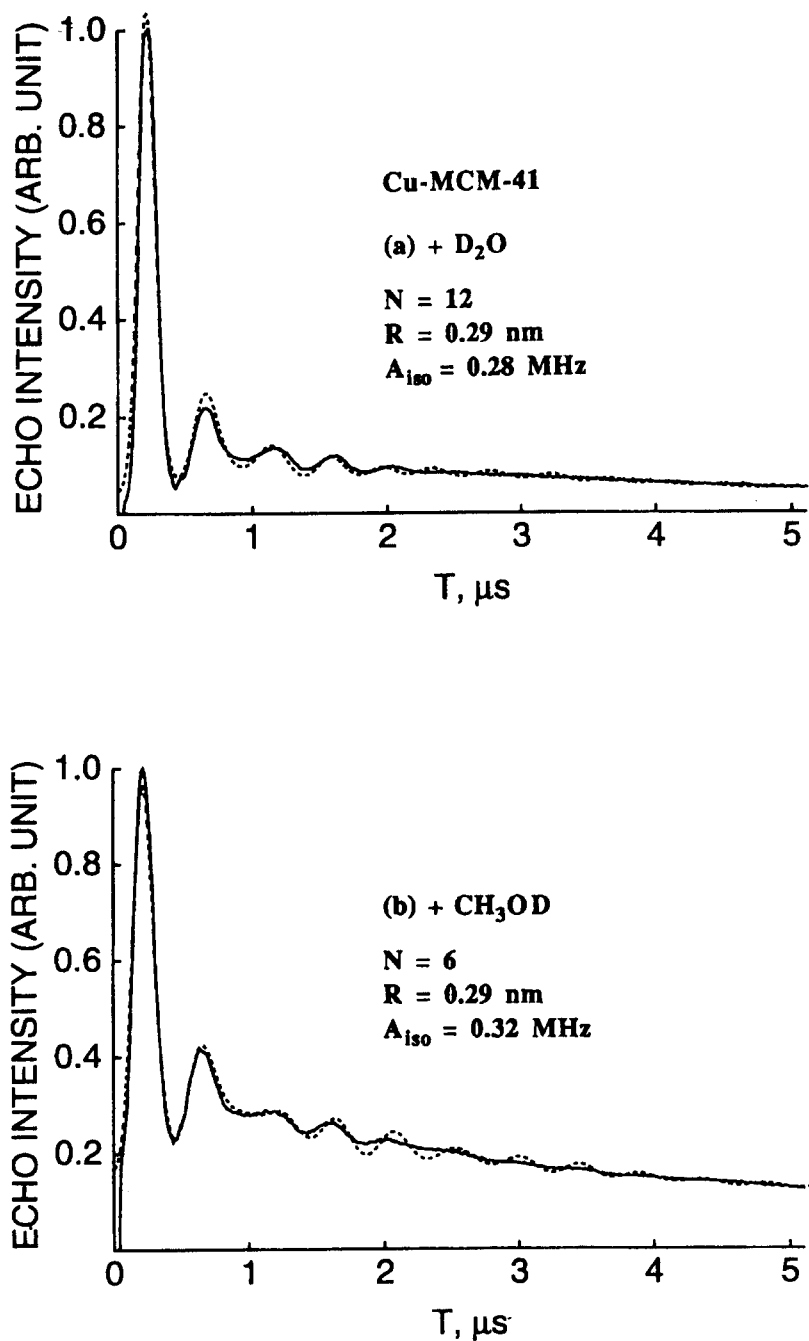 ECHO INTENSITY (ARB. UNIT)
1.0
0.8
0.6
0.4
0.2
Cu-MCM-41
(a) + D₂O
N = 12
R = 0.29 nm
A_iso = 0.28 MHz
0 1 2 3 4 5
T, μs
ECHO INTENSITY (ARB. UNIT)
1.0
0.8
0.6
0.4
0.2
(b) + CH₃OD
N = 6
R = 0.29 nm
A_iso = 0.32 MHz
0 1 2 3 4 5
T, μs